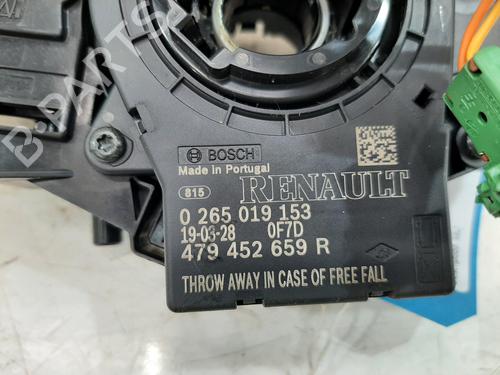 BOSCH
Made in Portugal
815
RENAULT
0 265 019 153
19-03-28 0F7D
479 452 659 R
THROW AWAY IN CASE OF FREE FALL
B-PARTS